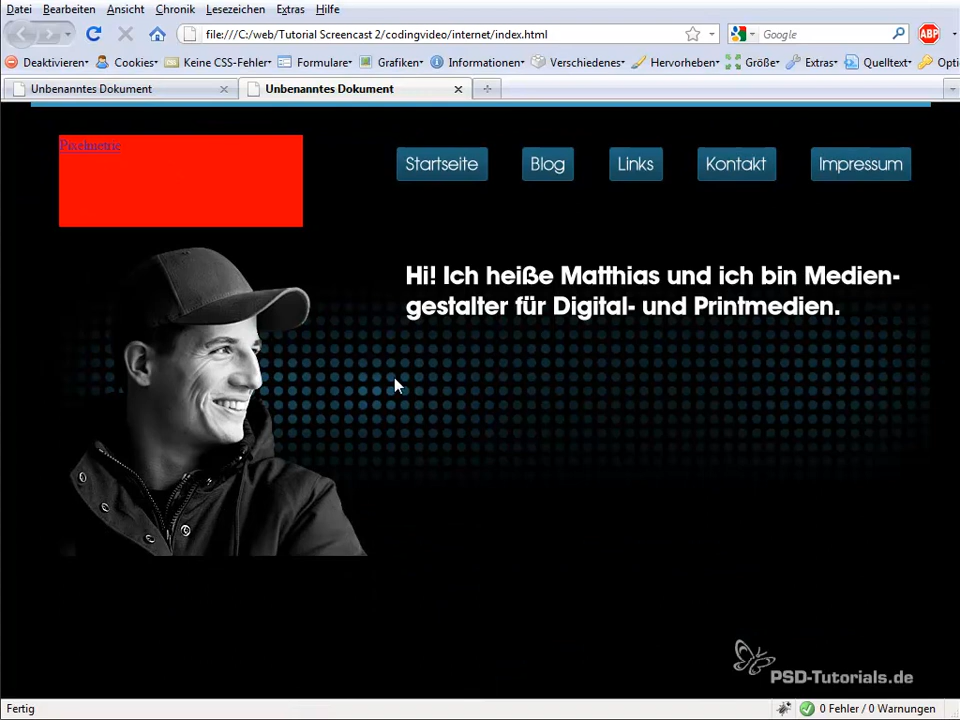 Datei Bearbeiten Ansicht Chronik Lesezeichen Extras Hilfe
file:///C:/web/Tutorial Screencast 2/codingvideo/internet/index.html
Google
ABP
Deaktivieren Cookies Keine CSS-Fehler Formulare Grafiken Informationen Verschiedenes Hervorheben Größe Extras Quelltext Opti
Unbenanntes Dokument Unbenanntes Dokument
Pixelmetrie
Startseite Blog Links Kontakt Impressum
Hi! Ich heiße Matthias und ich bin Medien-
gestalter für Digital- und Printmedien.
PSD-Tutorials.de
Fertig
0 Fehler / 0 Warnungen